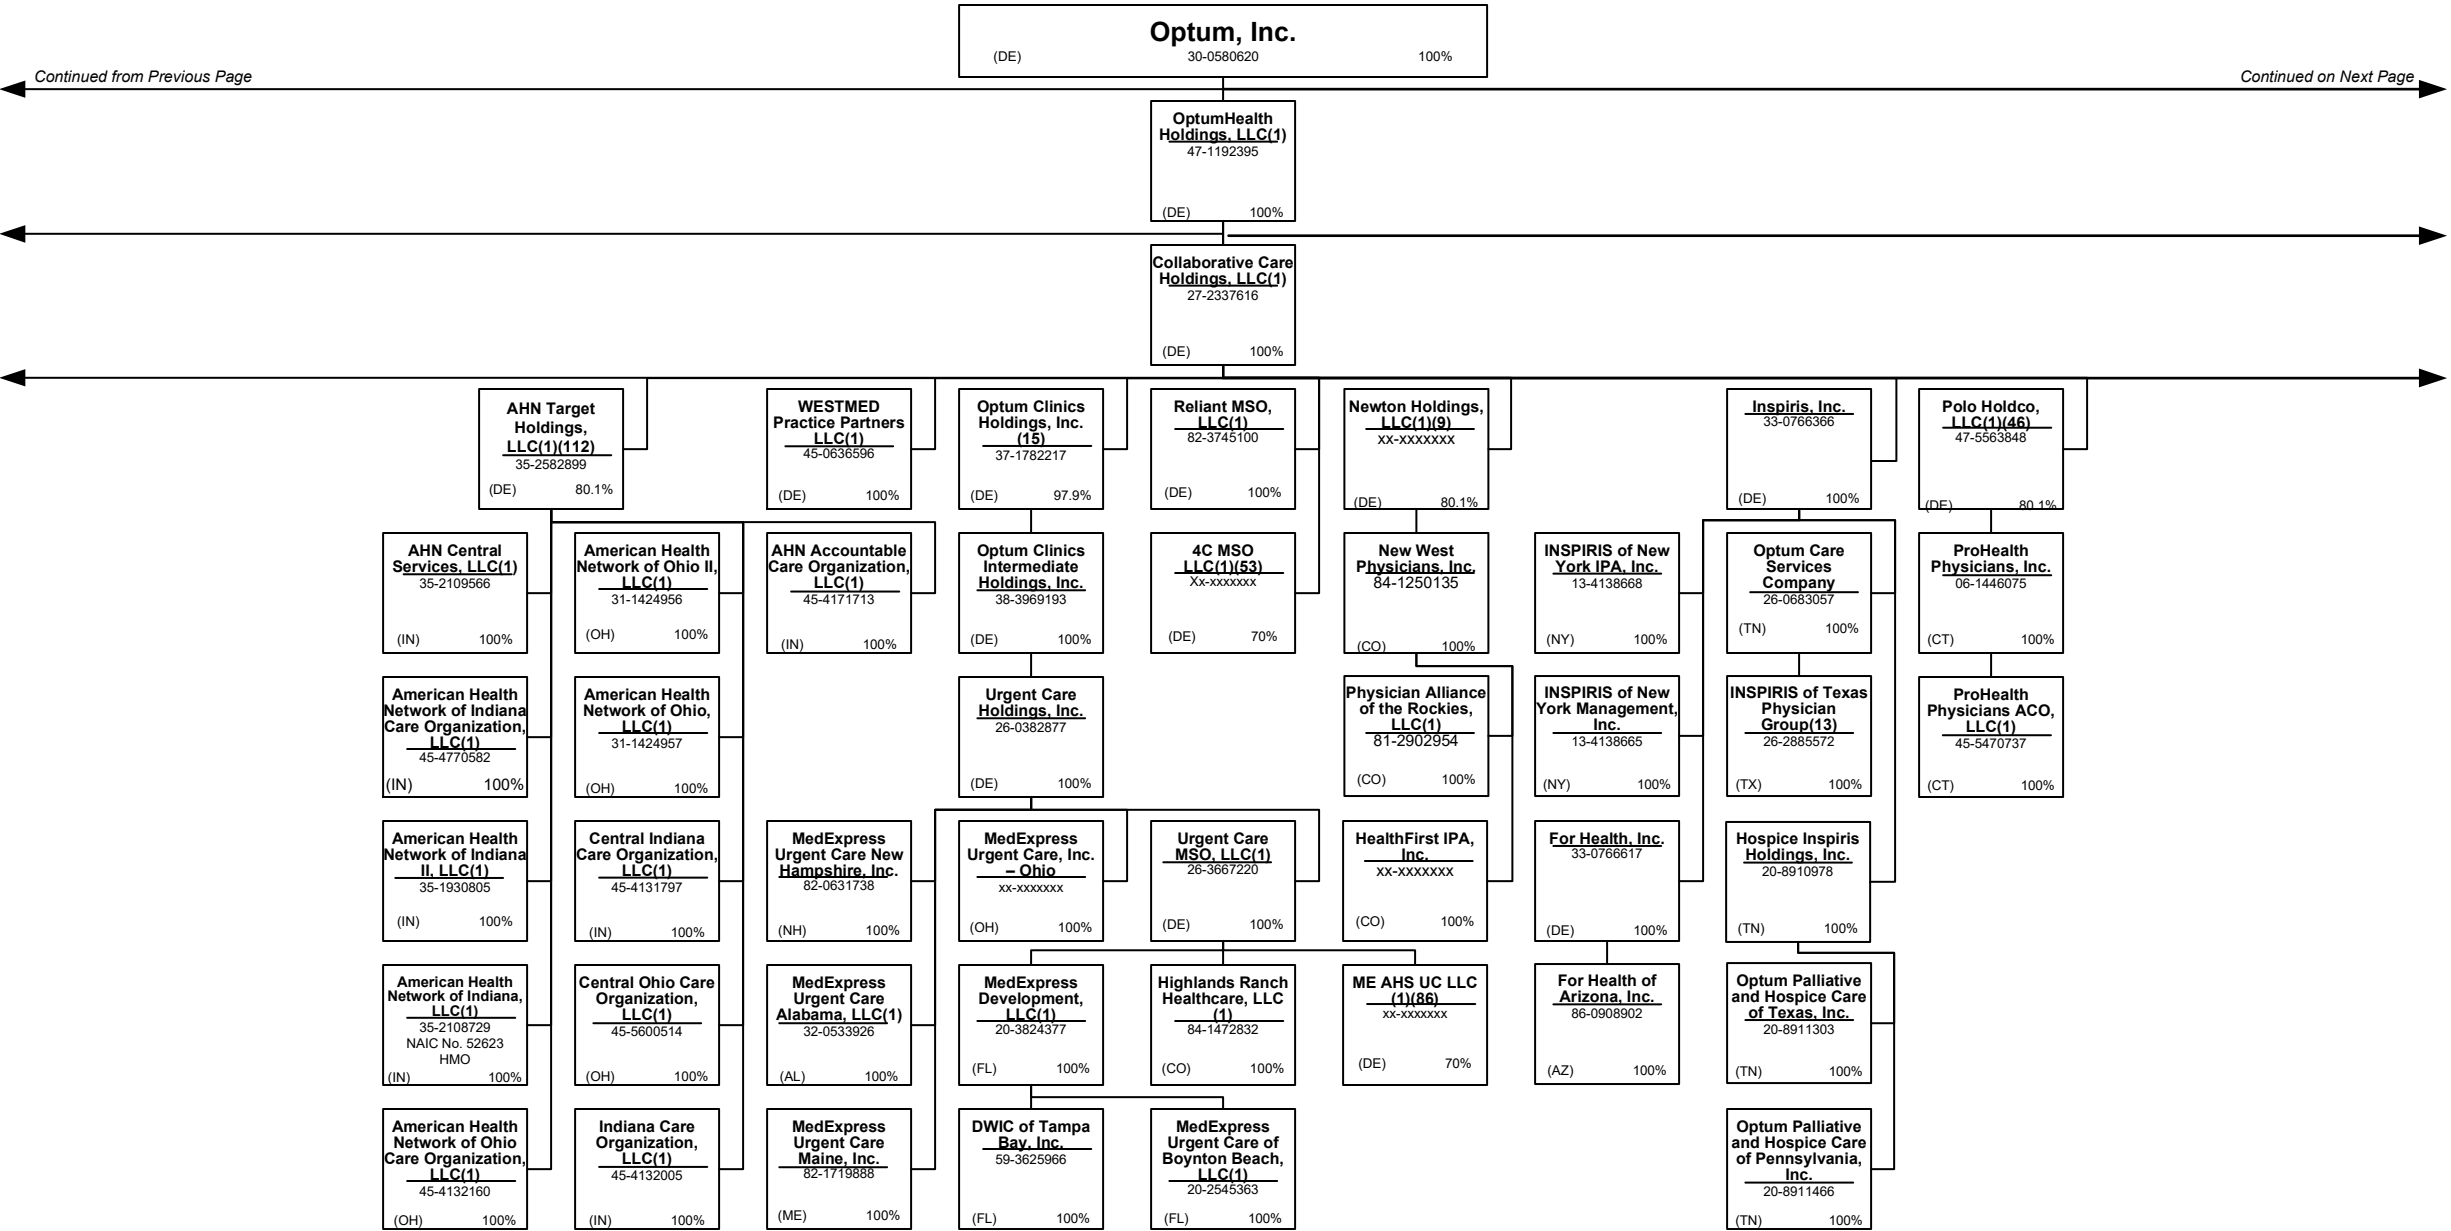 Optum, Inc.
(DE) 30-0580620 100%
Continued from Previous Page
Continued on Next Page
OptumHealth
Holdings, LLC(1)
47-1192395
(DE) 100%
Collaborative Care
Holdings, LLC(1)
27-2337616
(DE) 100%
AHN Target
Holdings,
LLC(1)(112)
35-2582899
(DE) 80.1%
WESTMED
Practice Partners
LLC(1)
45-0636596
(DE) 100%
Optum Clinics
Holdings, Inc.
(15)
37-1782217
(DE) 97.9%
Reliant MSO,
LLC(1)
82-3745100
(DE) 100%
Newton Holdings,
LLC(1)(9)
xx-xxxxxxx
(DE) 80.1%
Inspiris, Inc.
33-0766366
(DE) 100%
Polo Holdco,
LLC(1)(46)
47-5563848
(DE) 80.1%
AHN Central
Services, LLC(1)
35-2109566
(IN) 100%
American Health
Network of Ohio II,
LLC(1)
31-1424956
(OH) 100%
AHN Accountable
Care Organization,
LLC(1)
45-4171713
(IN) 100%
Optum Clinics
Intermediate
Holdings, Inc.
38-3969193
(DE) 100%
4C MSO
LLC(1)(53)
Xx-xxxxxxx
(DE) 70%
New West
Physicians, Inc.
84-1250135
(CO) 100%
INSPIRIS of New
York IPA, Inc.
13-4138668
(NY) 100%
Optum Care
Services
Company
26-0683057
(TN) 100%
ProHealth
Physicians, Inc.
06-1446075
(CT) 100%
American Health
Network of Indiana
Care Organization,
LLC(1)
45-4770582
(IN) 100%
American Health
Network of Ohio,
LLC(1)
31-1424957
(OH) 100%
Urgent Care
Holdings, Inc.
26-0382877
(DE) 100%
Physician Alliance
of the Rockies,
LLC(1)
81-2902954
(CO) 100%
INSPIRIS of New
York Management,
Inc.
13-4138665
(NY) 100%
INSPIRIS of Texas
Physician
Group(13)
26-2885572
(TX) 100%
ProHealth
Physicians ACO,
LLC(1)
45-5470737
(CT) 100%
American Health
Network of Indiana
II, LLC(1)
35-1930805
(IN) 100%
Central Indiana
Care Organization,
LLC(1)
45-4131797
(IN) 100%
MedExpress
Urgent Care New
Hampshire, Inc.
82-0631738
(NH) 100%
MedExpress
Urgent Care, Inc.
– Ohio
xx-xxxxxxx
(OH) 100%
Urgent Care
MSO, LLC(1)
26-3667220
(DE) 100%
HealthFirst IPA,
Inc.
xx-xxxxxxx
(CO) 100%
For Health, Inc.
33-0766617
(DE) 100%
Hospice Inspiris
Holdings, Inc.
20-8910978
(TN) 100%
American Health
Network of Indiana,
LLC(1)
35-2108729
NAIC No. 52623
HMO
(IN) 100%
Central Ohio Care
Organization,
LLC(1)
45-5600514
(OH) 100%
MedExpress
Urgent Care
Alabama, LLC(1)
32-0533926
(AL) 100%
MedExpress
Development,
LLC(1)
20-3824377
(FL) 100%
Highlands Ranch
Healthcare, LLC
(1)
84-1472832
(CO) 100%
ME AHS UC LLC
(1)(86)
xx-xxxxxxx
(DE) 70%
For Health of
Arizona, Inc.
86-0908902
(AZ) 100%
Optum Palliative
and Hospice Care
of Texas, Inc.
20-8911303
(TN) 100%
American Health
Network of Ohio
Care Organization,
LLC(1)
45-4132160
(OH) 100%
Indiana Care
Organization,
LLC(1)
45-4132005
(IN) 100%
MedExpress
Urgent Care
Maine, Inc.
82-1719888
(ME) 100%
DWIC of Tampa
Bay, Inc.
59-3625966
(FL) 100%
MedExpress
Urgent Care of
Boynton Beach,
LLC(1)
20-2545363
(FL) 100%
Optum Palliative
and Hospice Care
of Pennsylvania,
Inc.
20-8911466
(TN) 100%